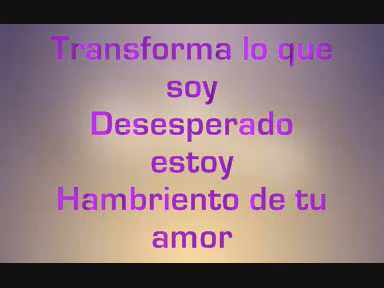 Transforma lo que
soy
Desesperado
estoy
Hambriento de tu
amor